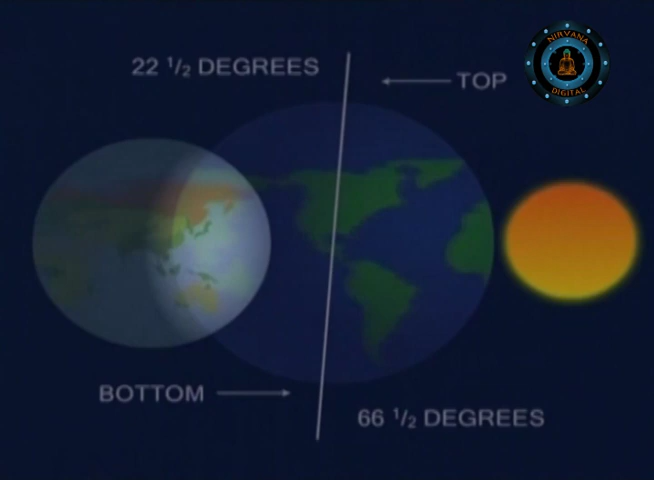 22 1/2 DEGREES
TOP
NIRVANA
DIGITAL
BOTTOM
66 1/2 DEGREES